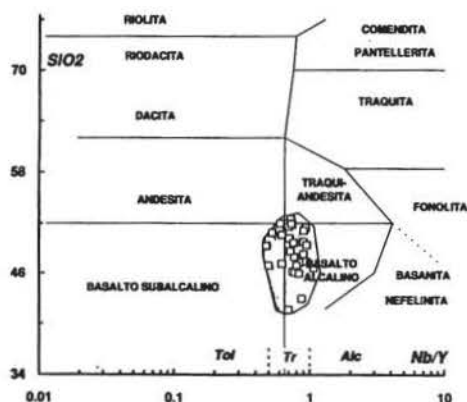 RIOLITA
COMENDITA
SIO2
RIODACITA
PANTELLERITA
70
TRAQUITA
DACITA
58
TRAQUI-
ANDESITA
ANDESITA
FONOLITA
46
BASALTO SUBALCALINO
BASALTO
ALCALINO
BASANITA
NEFELINITA
Tol
Tr
Alc
Nb/Y
34
0.01
0.1
1
10